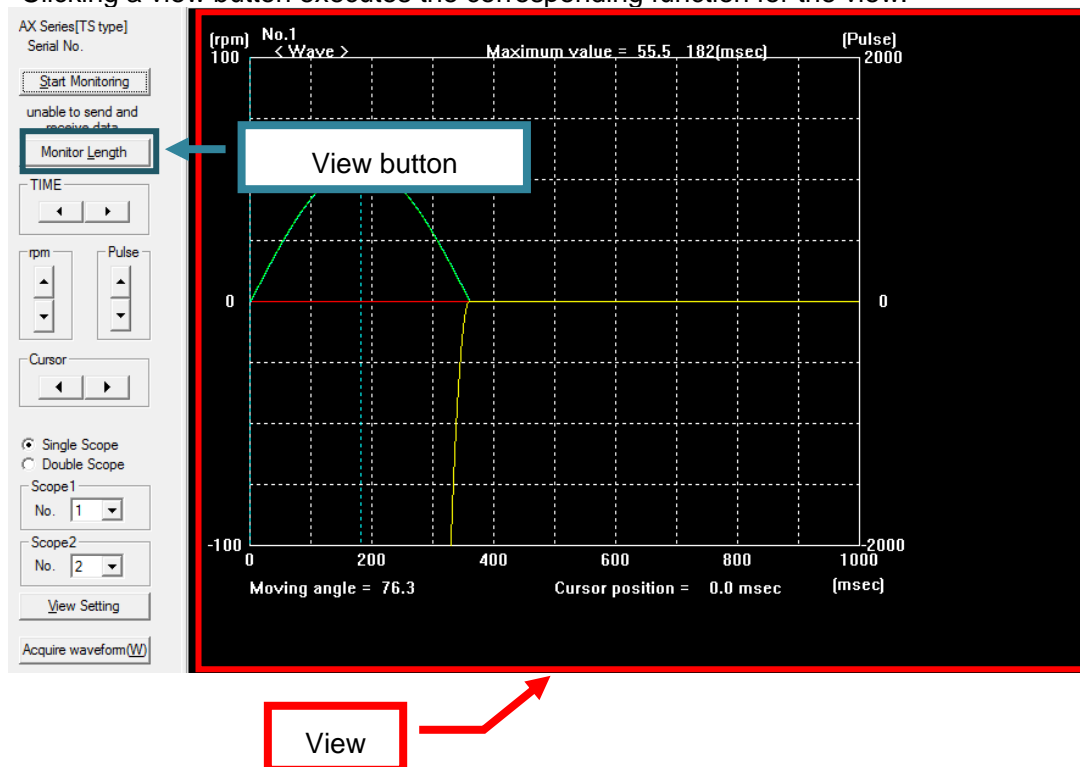 Clicking a view button executes the corresponding function for the view.
AX Series[TS type]
Serial No.
Start Monitoring
unable to send and
receive data
Monitor Length
TIME
rpm
Pulse
Cursor
Single Scope
Double Scope
Scope1
No. 1
Scope2
No. 2
View Setting
Acquire waveform(W)
(rpm)
No.1
< Wave >
Maximum value = 55.5 182(msec)
(Pulse)
100
2000
View button
0
0
-100
-2000
0 200 400 600 800 1000
Moving angle = 76.3
Cursor position = 0.0 msec
(msec)
View